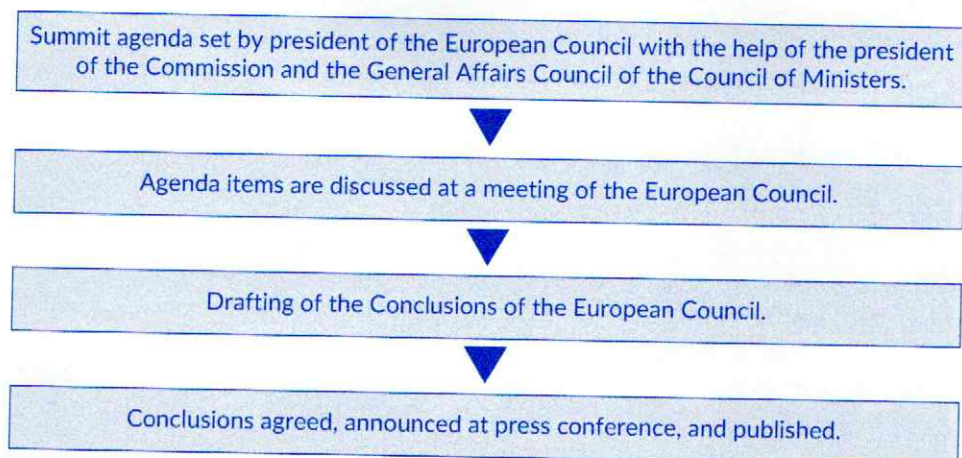 Summit agenda set by president of the European Council with the help of the president
of the Commission and the General Affairs Council of the Council of Ministers.
Agenda items are discussed at a meeting of the European Council.
Drafting of the Conclusions of the European Council.
Conclusions agreed, announced at press conference, and published.